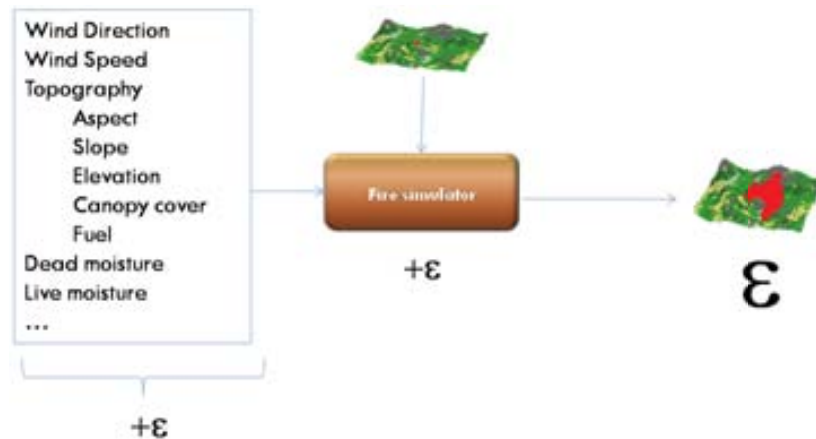 Wind Direction
Wind Speed
Topography
Aspect
Slope
Elevation
Canopy cover
Fuel
Dead moisture
Live moisture
...
+ε
Fire simulator
+ε
ε